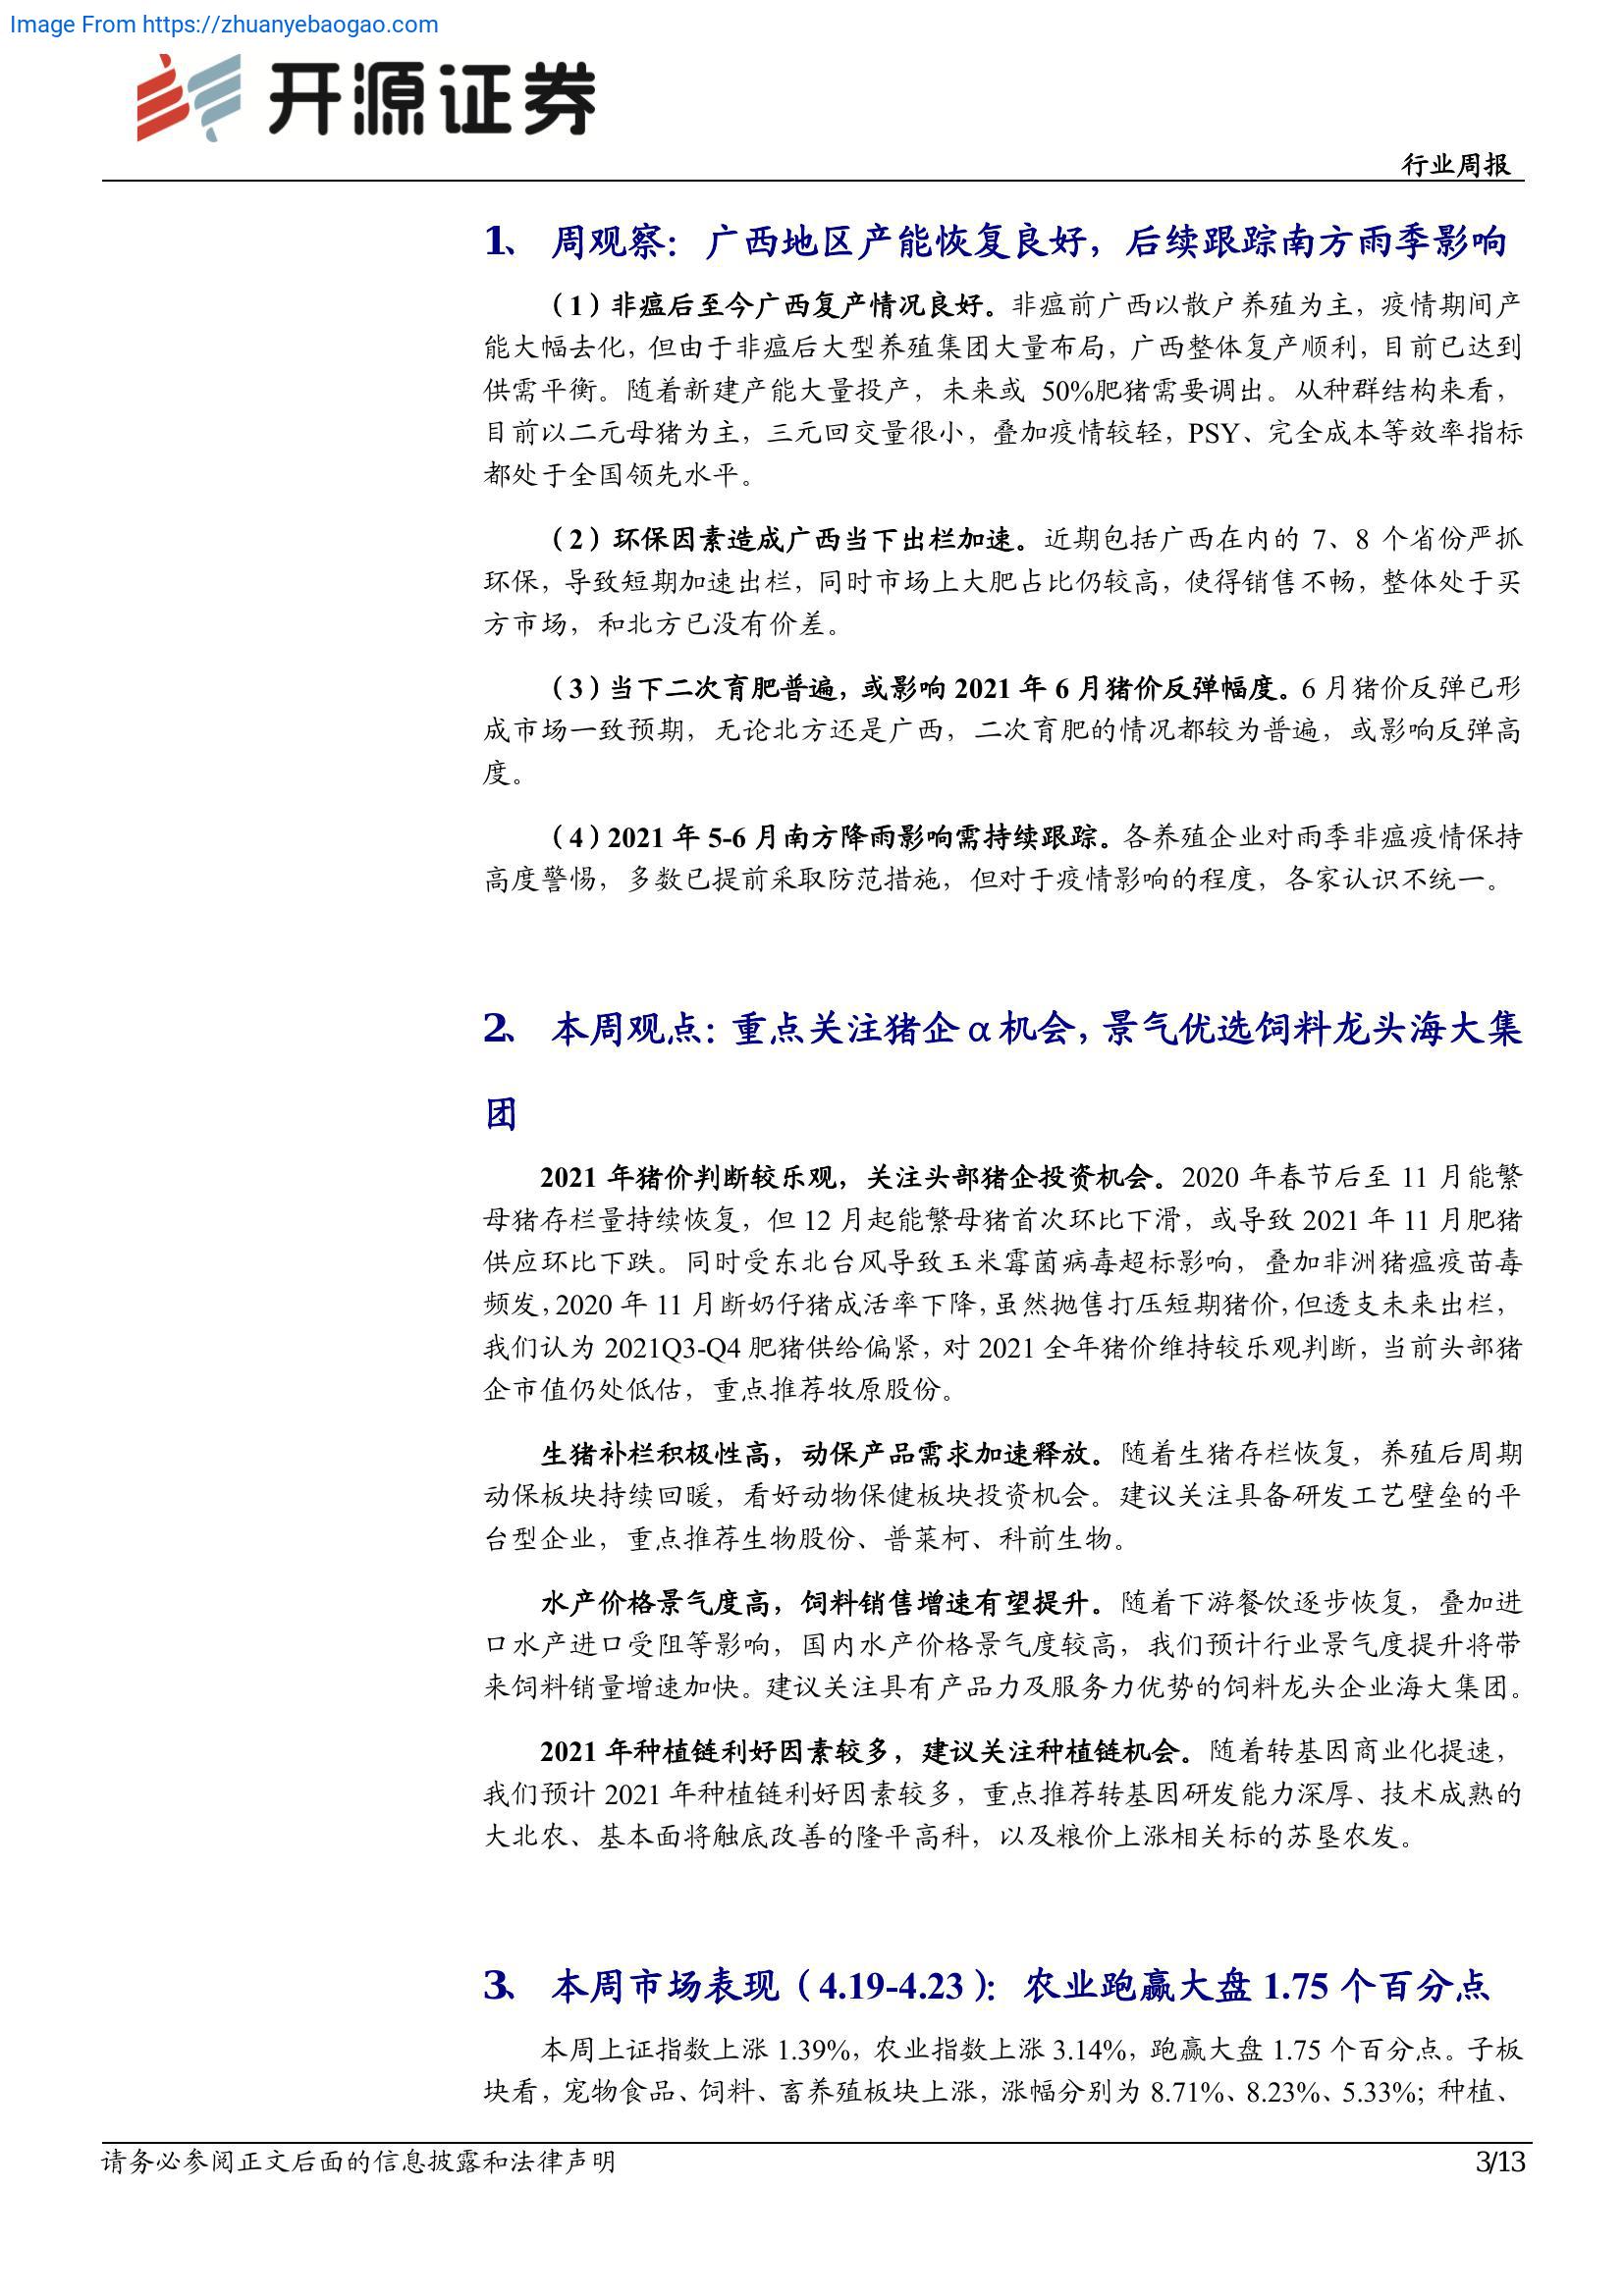 Image From https://zhuanyebaogao.com
开源证券
行业周报
1、 周观察：广西地区产能恢复良好，后续跟踪南方雨季影响
（1）非瘟后至今广西复产情况良好。非瘟前广西以散户养殖为主，疫情期间产
能大幅去化，但由于非瘟后大型养殖集团大量布局，广西整体复产顺利，目前已达到
供需平衡。随着新建产能大量投产，未来或 50%肥猪需要调出。从种群结构来看，
目前以二元母猪为主，三元回交量很小，叠加疫情较轻，PSY、完全成本等效率指标
都处于全国领先水平。
（2）环保因素造成广西当下出栏加速。近期包括广西在内的 7、8 个省份严抓
环保，导致短期加速出栏，同时市场上大肥占比仍较高，使得销售不畅，整体处于买
方市场，和北方已没有价差。
（3）当下二次育肥普遍，或影响 2021 年 6 月猪价反弹幅度。6 月猪价反弹已形
成市场一致预期，无论北方还是广西，二次育肥的情况都较为普遍，或影响反弹高
度。
（4）2021 年 5-6 月南方降雨影响需持续跟踪。各养殖企业对雨季非瘟疫情保持
高度警惕，多数已提前采取防范措施，但对于疫情影响的程度，各家认识不统一。
2、 本周观点：重点关注猪企 α 机会，景气优选饲料龙头海大集
团
2021 年猪价判断较乐观，关注头部猪企投资机会。2020 年春节后至 11 月能繁
母猪存栏量持续恢复，但 12 月起能繁母猪首次环比下滑，或导致 2021 年 11 月肥猪
供应环比下跌。同时受东北台风导致玉米霉菌病毒超标影响，叠加非洲猪瘟疫苗毒
频发，2020 年 11 月断奶仔猪成活率下降，虽然抛售打压短期猪价，但透支未来出栏，
我们认为 2021Q3-Q4 肥猪供给偏紧，对 2021 全年猪价维持较乐观判断，当前头部猪
企市值仍处低估，重点推荐牧原股份。
生猪补栏积极性高，动保产品需求加速释放。随着生猪存栏恢复，养殖后周期
动保板块持续回暖，看好动物保健板块投资机会。建议关注具备研发工艺壁垒的平
台型企业，重点推荐生物股份、普莱柯、科前生物。
水产价格景气度高，饲料销售增速有望提升。随着下游餐饮逐步恢复，叠加进
口水产进口受阻等影响，国内水产价格景气度较高，我们预计行业景气度提升将带
来饲料销量增速加快。建议关注具有产品力及服务力优势的饲料龙头企业海大集团。
2021 年种植链利好因素较多，建议关注种植链机会。随着转基因商业化提速，
我们预计 2021 年种植链利好因素较多，重点推荐转基因研发能力深厚、技术成熟的
大北农、基本面将触底改善的隆平高科，以及粮价上涨相关标的苏垦农发。
3、 本周市场表现（4.19-4.23）：农业跑赢大盘 1.75 个百分点
本周上证指数上涨 1.39%，农业指数上涨 3.14%，跑赢大盘 1.75 个百分点。子板
块看，宠物食品、饲料、畜养殖板块上涨，涨幅分别为 8.71%、8.23%、5.33%；种植、
请务必参阅正文后面的信息披露和法律声明
3/13